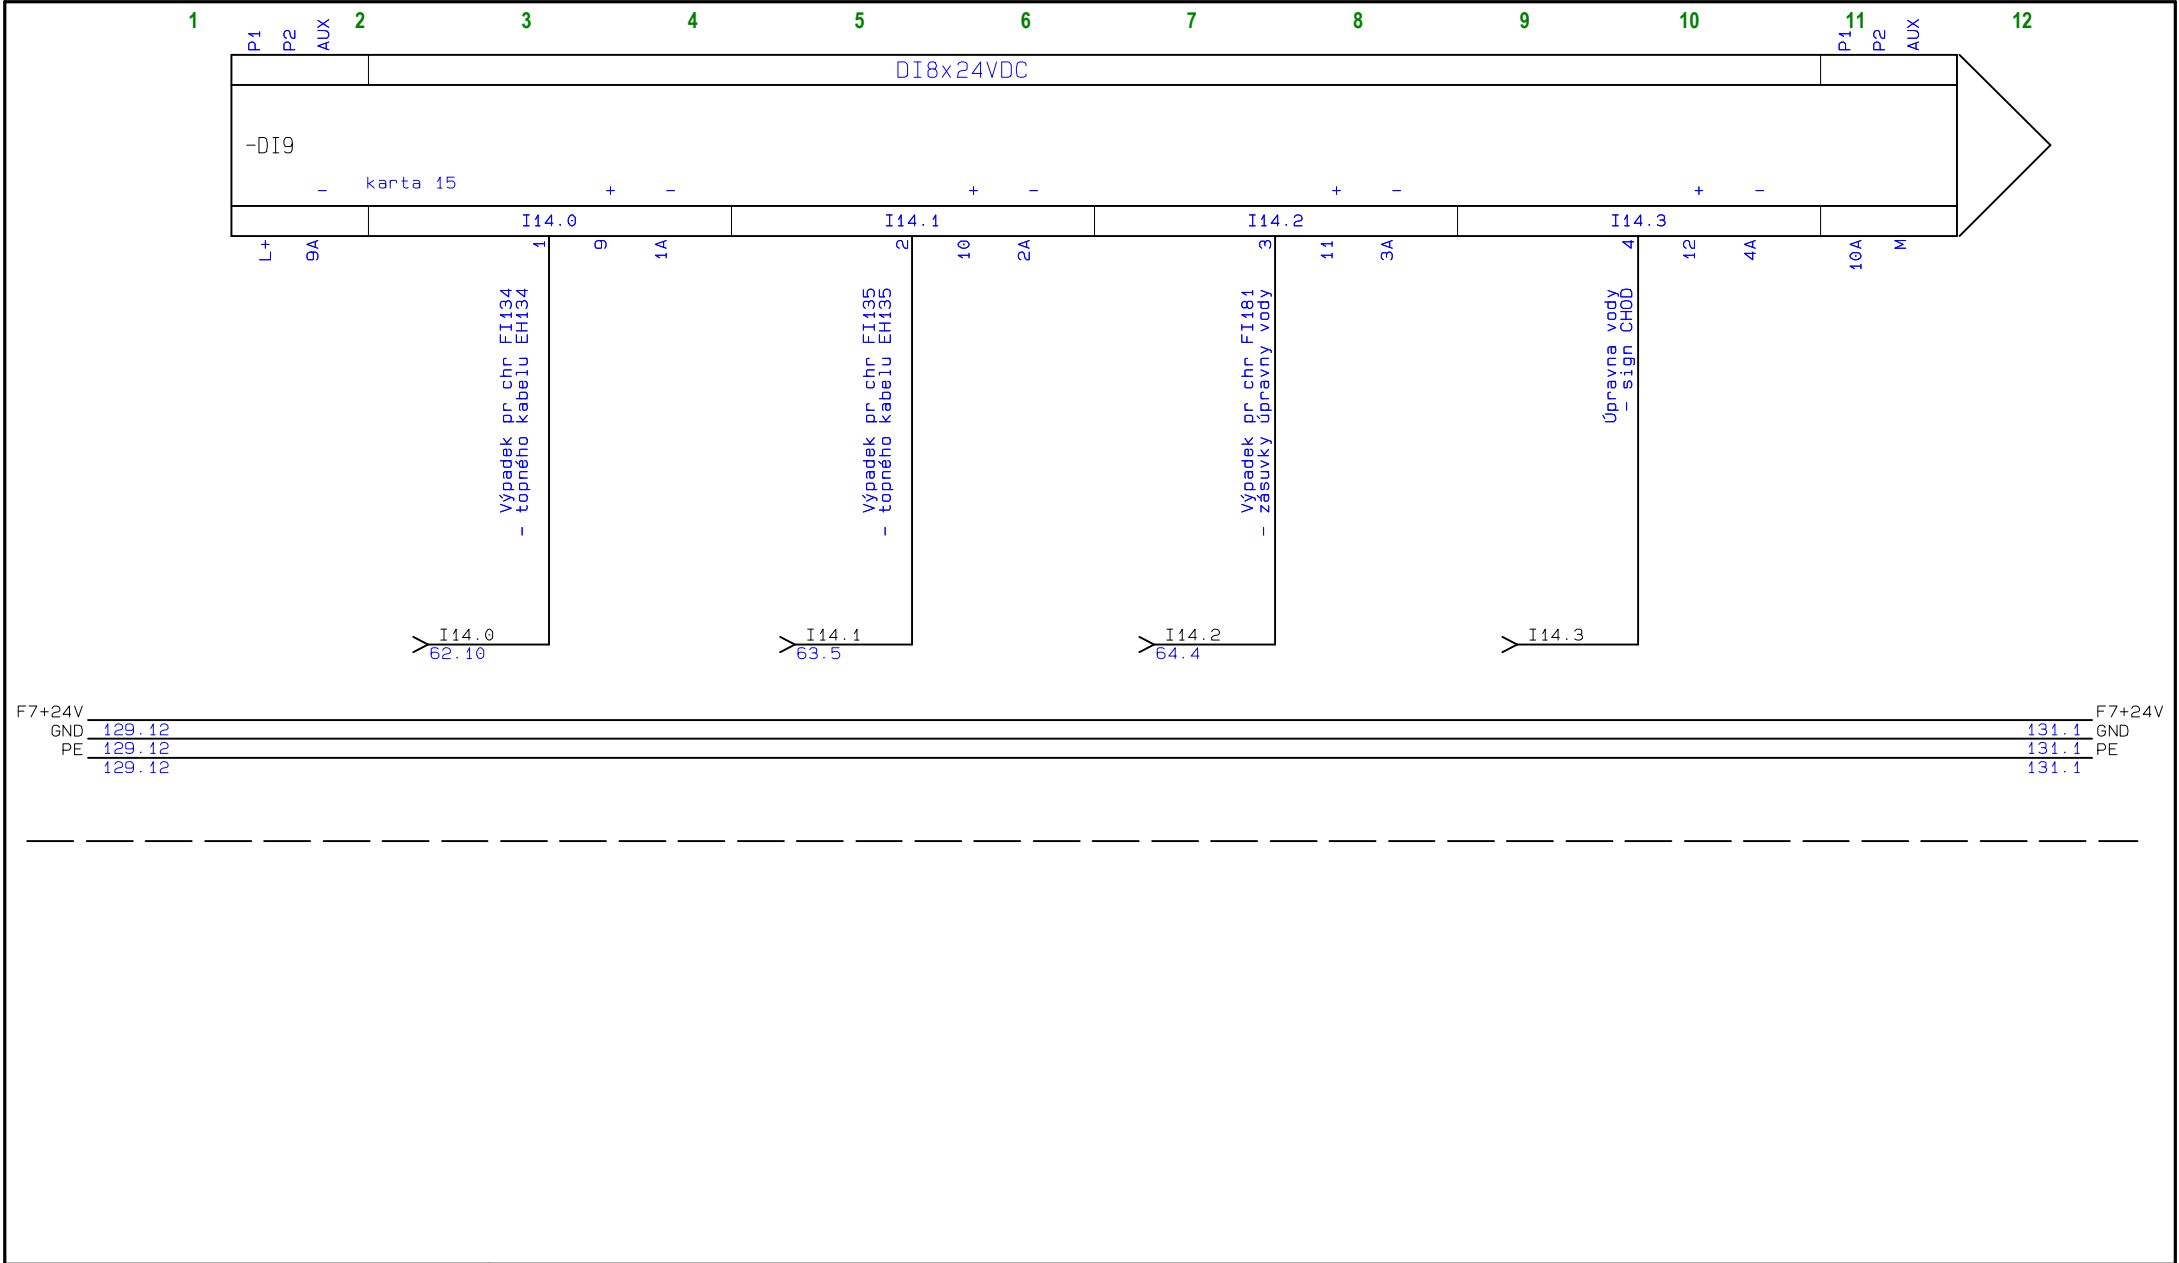 1 2 3 4 5 6 7 8 9 10 11 12
P1 P2 AUX P1 P2 AUX
DI8x24VDC
-DI9
- karta 15 + - + - + - + -
I14.0 I14.1 I14.2 I14.3
L+ 9A 1 9 1A 2 10 2A 3 11 3A 4 12 4A 10A M
Výpadek pr chr FI134
- topného kabelu EH134
Výpadek pr chr FI135
- topného kabelu EH135
Výpadek pr chr FI181
- zásuvky úpravny vody
Úpravna vody
- sign CHOD
I14.0 I14.1 I14.2 I14.3
62.10 63.5 64.4
F7+24V F7+24V
GND 129.12 131.1 GND
PE 129.12 131.1 PE
129.12 131.1